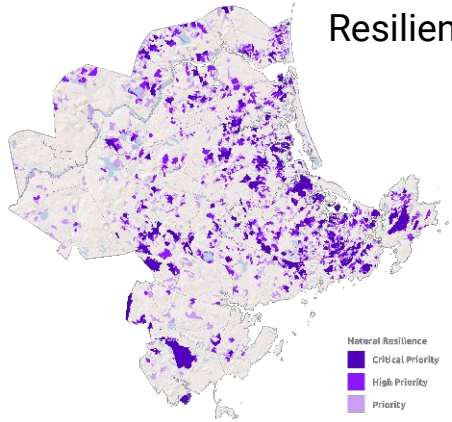 Resilien
Natural Resilience
Critical Priority
High Priority
Priority